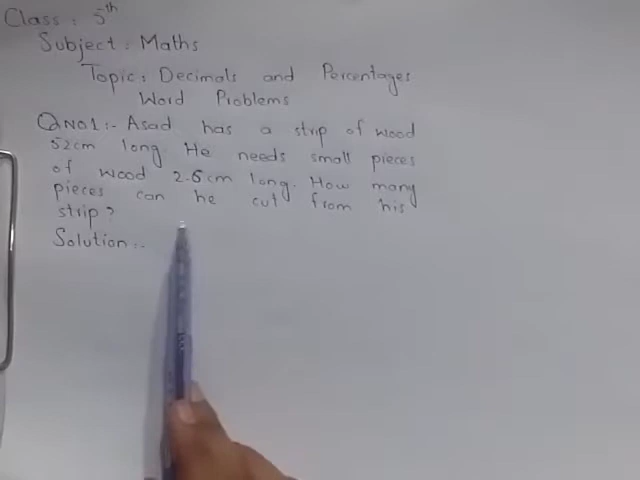 Class : 5th
Subject : Maths
Topic : Decimals and Percentages
Word Problems
QNO1:- Asad has a strip of wood
52cm long. He needs small pieces
of wood 2.6cm long. How many
pieces can he cut from his
strip?
Solution:-